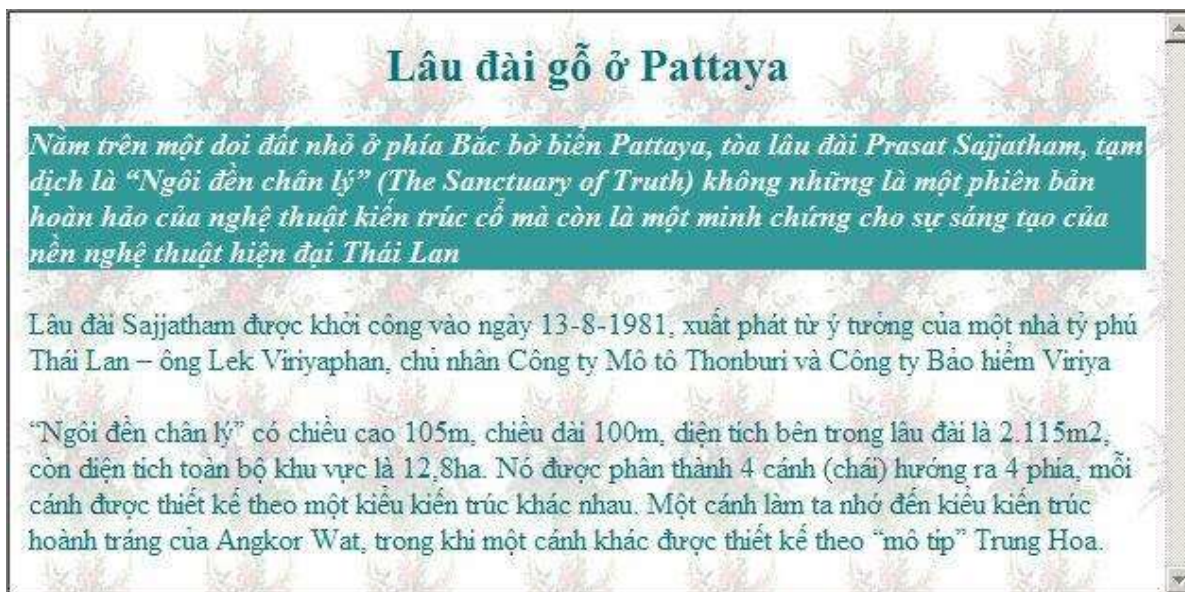 Lâu đài gỗ ở Pattaya
Nằm trên một doi đất nhỏ ở phía Bắc bờ biển Pattaya, tòa lâu đài Prasat Sajjatham, tạm
dịch là “Ngôi đền chân lý” (The Sanctuary of Truth) không những là một phiên bản
hoàn hảo của nghệ thuật kiến trúc cổ mà còn là một minh chứng cho sự sáng tạo của
nền nghệ thuật hiện đại Thái Lan
Lâu đài Sajjatham được khởi công vào ngày 13-8-1981, xuất phát từ ý tưởng của một nhà tỷ phú
Thái Lan – ông Lek Viriyaphan, chủ nhân Công ty Mô tô Thonburi và Công ty Bảo hiểm Viriya
“Ngôi đền chân lý” có chiều cao 105m, chiều dài 100m, diện tích bên trong lâu đài là 2.115m2,
còn diện tích toàn bộ khu vực là 12,8ha. Nó được phân thành 4 cánh (chái) hướng ra 4 phía, mỗi
cánh được thiết kế theo một kiểu kiến trúc khác nhau. Một cánh làm ta nhớ đến kiểu kiến trúc
hoành tráng của Angkor Wat, trong khi một cánh khác được thiết kế theo “mô típ” Trung Hoa.